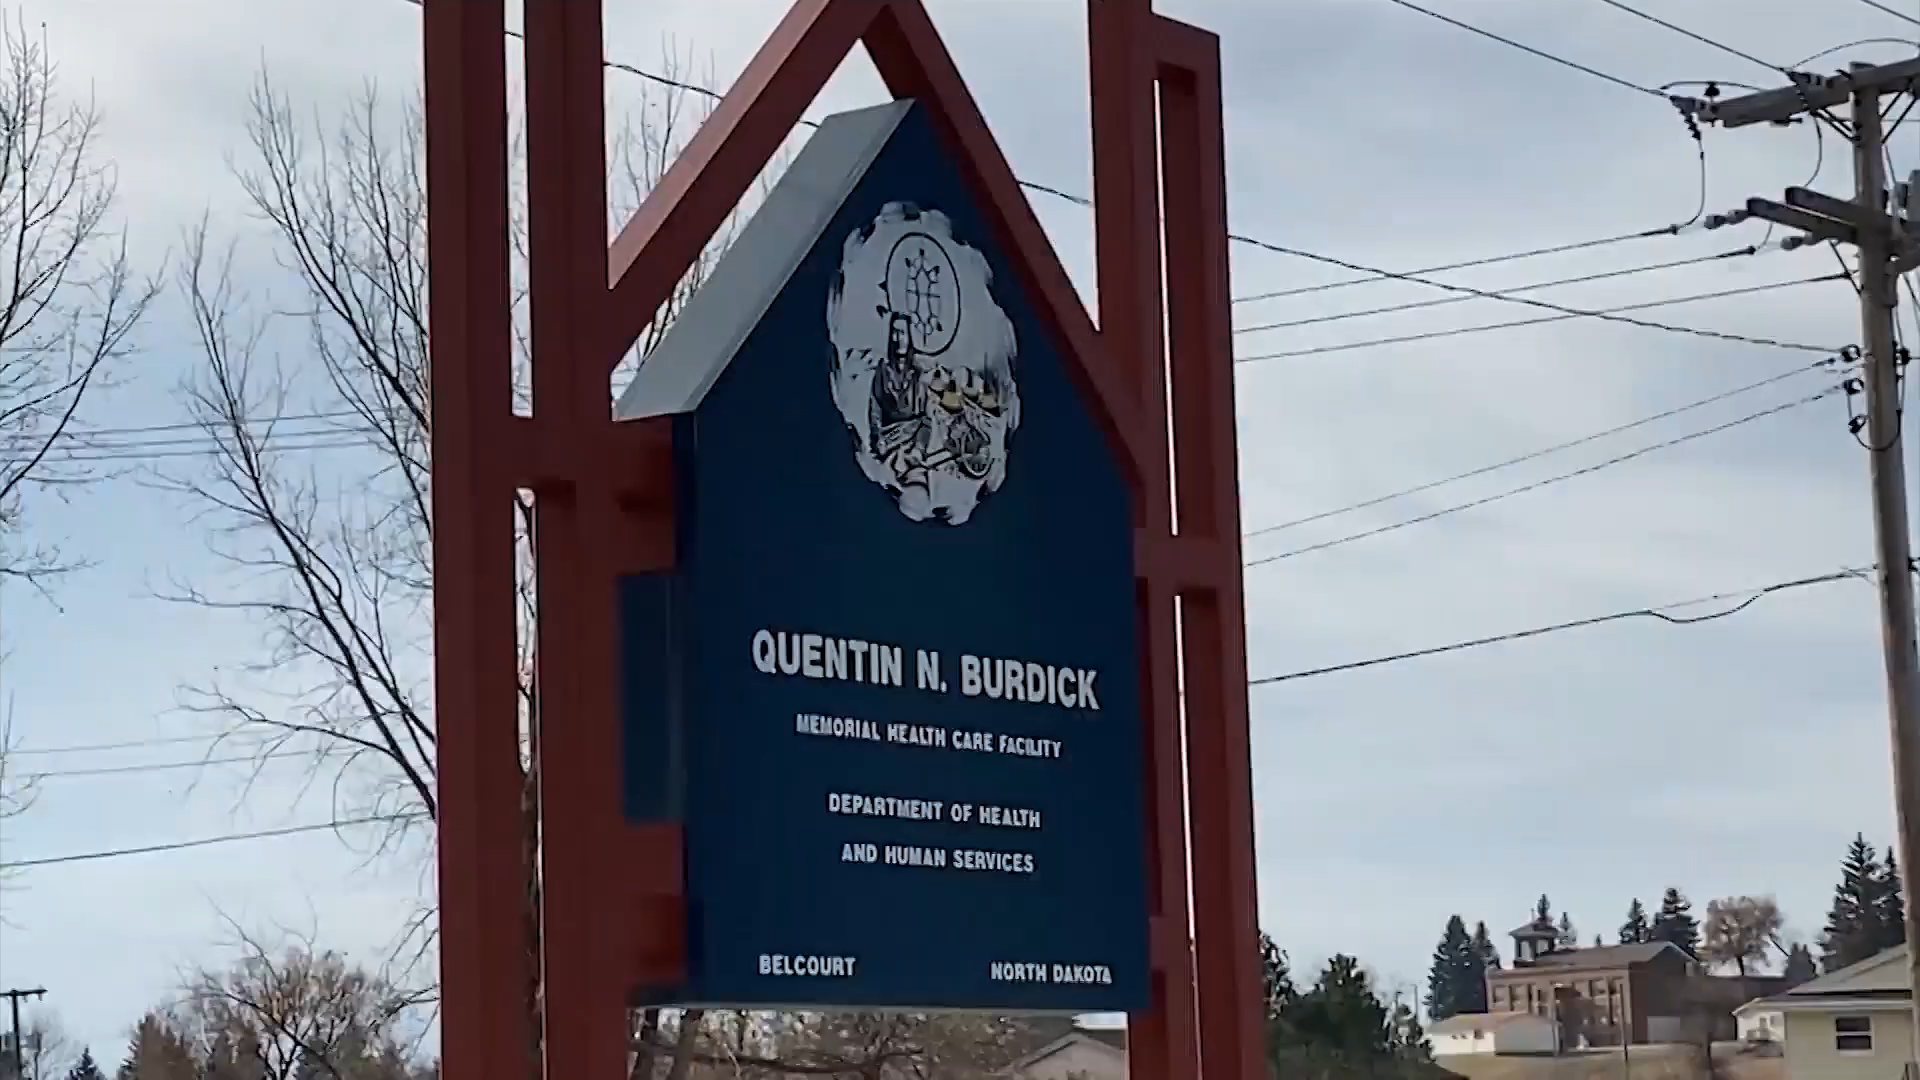 QUENTIN N. BURDICK
MEMORIAL HEALTH CARE FACILITY
DEPARTMENT OF HEALTH
AND HUMAN SERVICES
BELCOURT NORTH DAKOTA